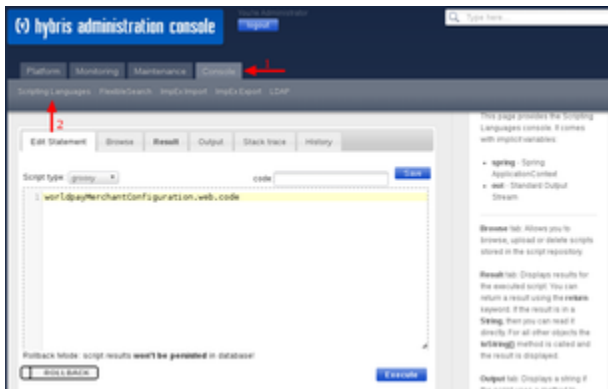 You're Administrator
(•) hybris administration console
logout
Type here...
Platform Monitoring Maintenance Console
1
Scripting Languages FlexibleSearch ImpEx Import ImpEx Export LDAP
2
Edit Statement Browse Result Output Stack trace History
Script type: groovy code: Save
1 worldpayMerchantConfiguration.web.code
Rollback Mode: script results won't be persisted in database!
ROLLBACK
Execute
This page provides the Scripting
Languages console. It comes
with implicit variables:
spring - Spring
ApplicationContext
out - Standard Output
Stream
Browse tab: Allows you to
browse, upload or delete scripts
stored in the script repository.
Result tab: Displays results for
the executed script. You can
return a result using the return
keyword. If the result is in a
String, then you can read it
directly. For all other objects the
toString() method is called and
the result is displayed.
Output tab: Displays a string if